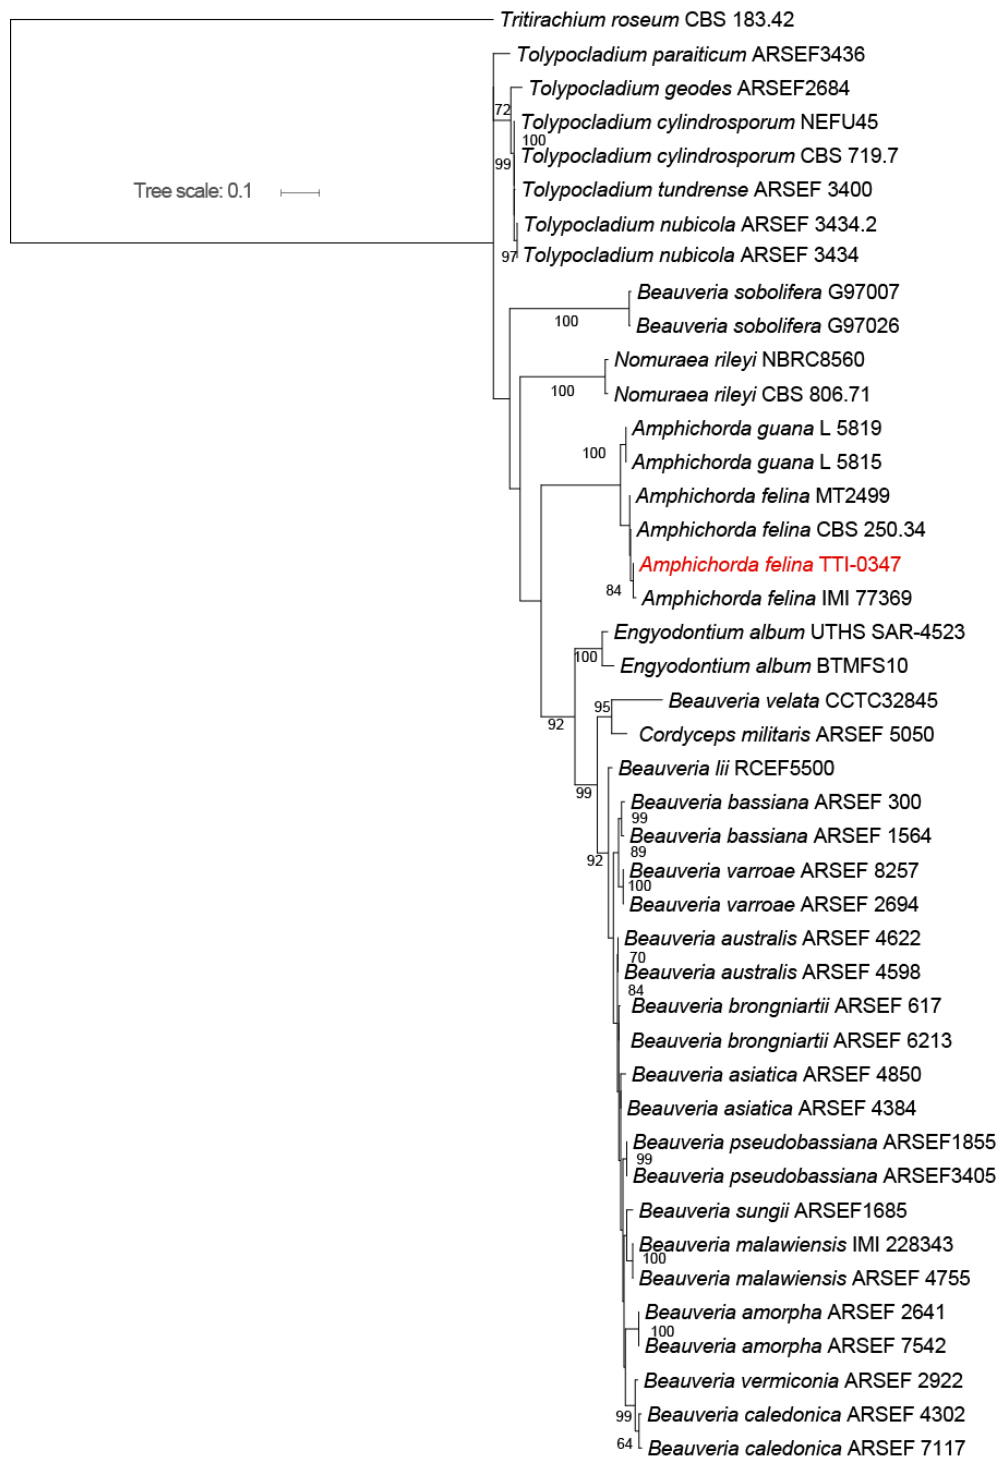 Tritirachium roseum CBS 183.42
Tolypocladium paraiticum ARSEF3436
Tolypocladium geodes ARSEF2684
72
Tolypocladium cylindrosporum NEFU45
100
Tolypocladium cylindrosporum CBS 719.7
99
Tree scale: 0.1
Tolypocladium tundrense ARSEF 3400
Tolypocladium nubicola ARSEF 3434.2
Tolypocladium nubicola ARSEF 3434
97
Beauveria sobolifera G97007
100
Beauveria sobolifera G97026
Nomuraea rileyi NBRC8560
100
Nomuraea rileyi CBS 806.71
Amphichorda guana L 5819
100
Amphichorda guana L 5815
Amphichorda felina MT2499
Amphichorda felina CBS 250.34
Amphichorda felina TTI-0347
84
Amphichorda felina IMI 77369
Engyodontium album UTHS SAR-4523
100
Engyodontium album BTMFS10
Beauveria velata CCTC32845
95
92
Cordyceps militaris ARSEF 5050
Beauveria lii RCEF5500
99
Beauveria bassiana ARSEF 300
99
Beauveria bassiana ARSEF 1564
89
92
Beauveria varroae ARSEF 8257
100
Beauveria varroae ARSEF 2694
Beauveria australis ARSEF 4622
70
Beauveria australis ARSEF 4598
84
Beauveria brongniartii ARSEF 617
Beauveria brongniartii ARSEF 6213
Beauveria asiatica ARSEF 4850
Beauveria asiatica ARSEF 4384
Beauveria pseudobassiana ARSEF1855
99
Beauveria pseudobassiana ARSEF3405
Beauveria sungii ARSEF1685
Beauveria malawiensis IMI 228343
100
Beauveria malawiensis ARSEF 4755
Beauveria amorpha ARSEF 2641
100
Beauveria amorpha ARSEF 7542
Beauveria vermiconia ARSEF 2922
99
Beauveria caledonica ARSEF 4302
64
Beauveria caledonica ARSEF 7117